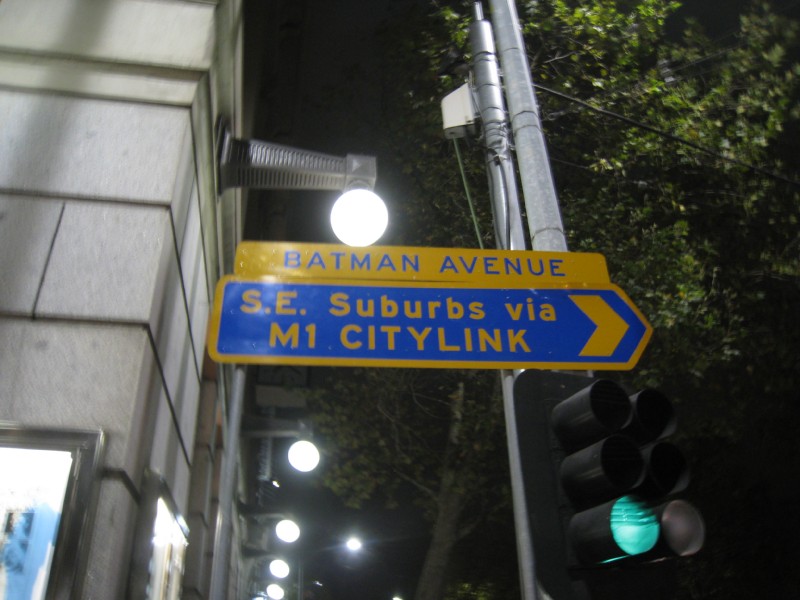 BATMAN AVENUE
S.E. Suburbs via
M1 CITYLINK